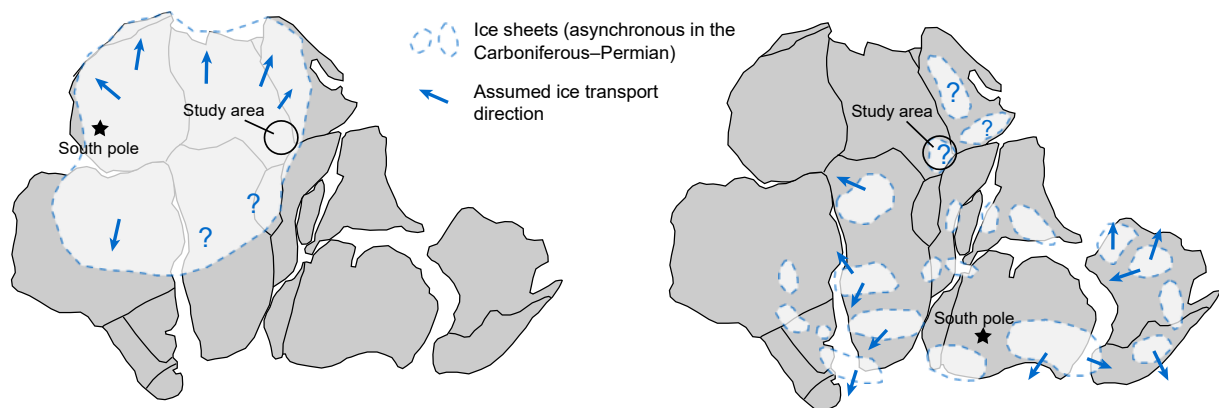 Ice sheets (asynchronous in the
Carboniferous–Permian)
Assumed ice transport
direction
Study area
South pole
?
?
Study area
?
?
?
South pole